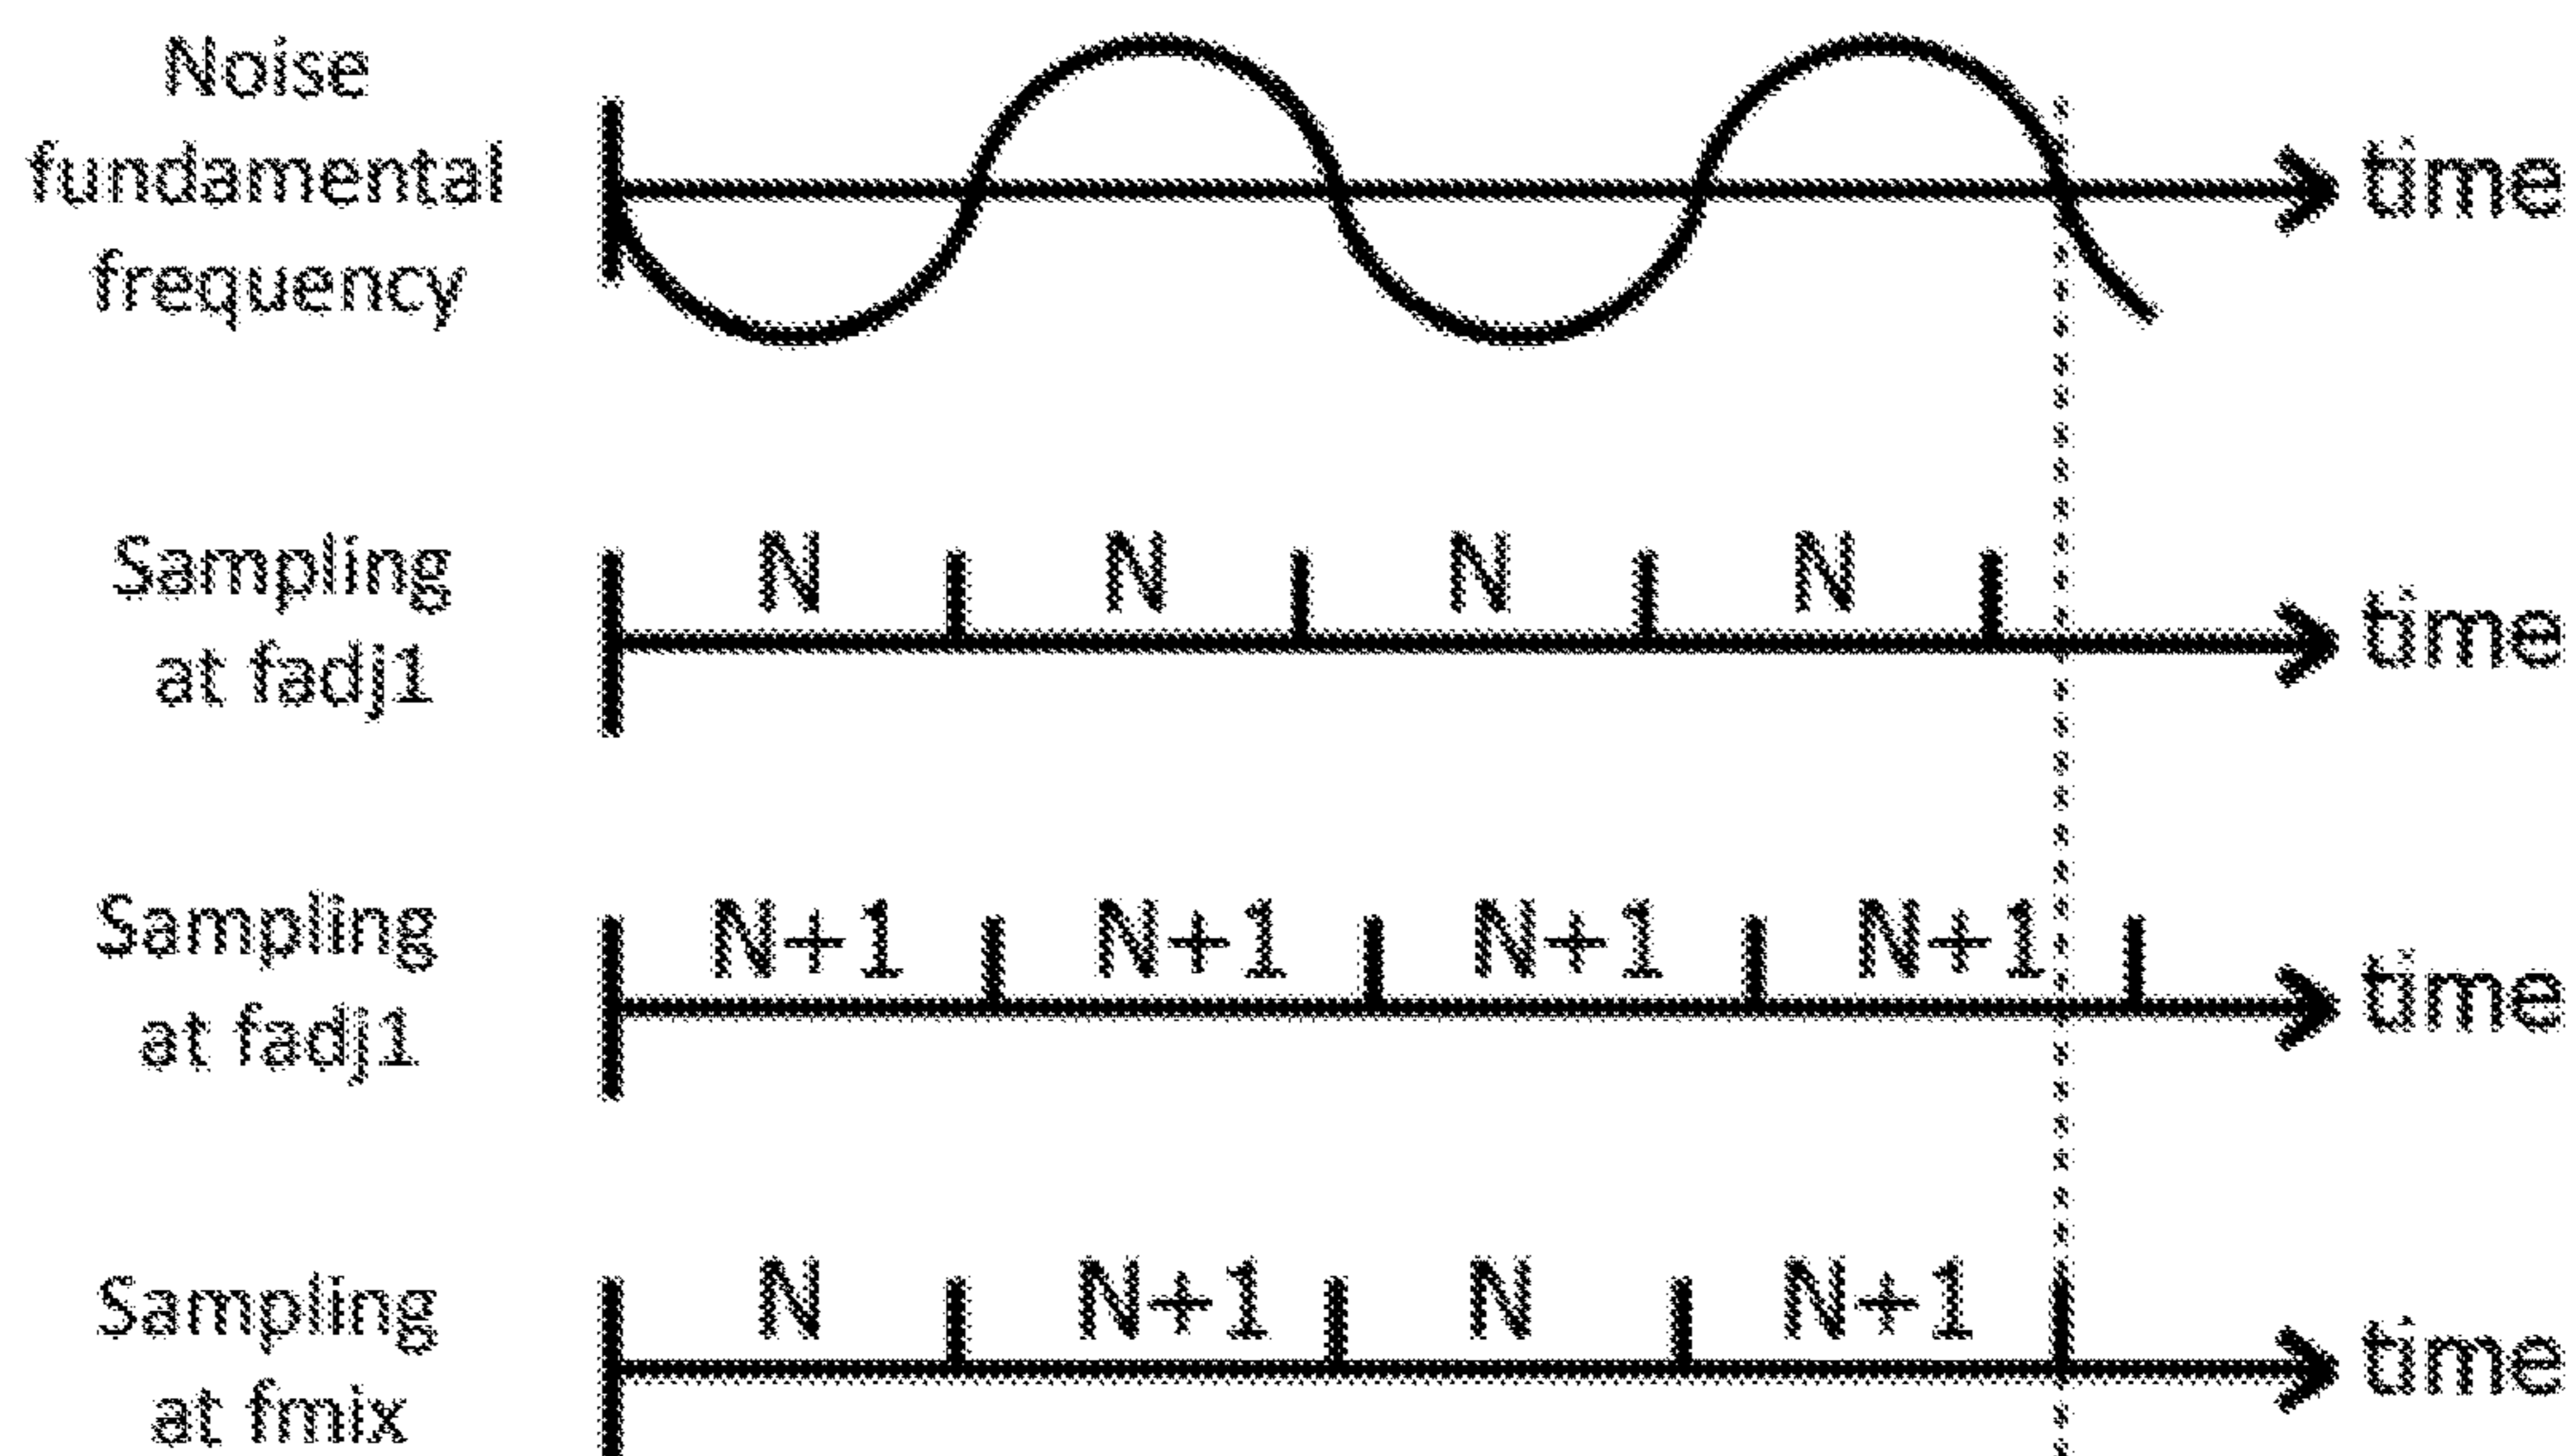 Noise
fundamental
frequency
time
Sampling
at fadj1
N N N N
time
Sampling
at fadj1
N+1 N+1 N+1 N+1
time
Sampling
at fmix
N N+1 N N+1
time